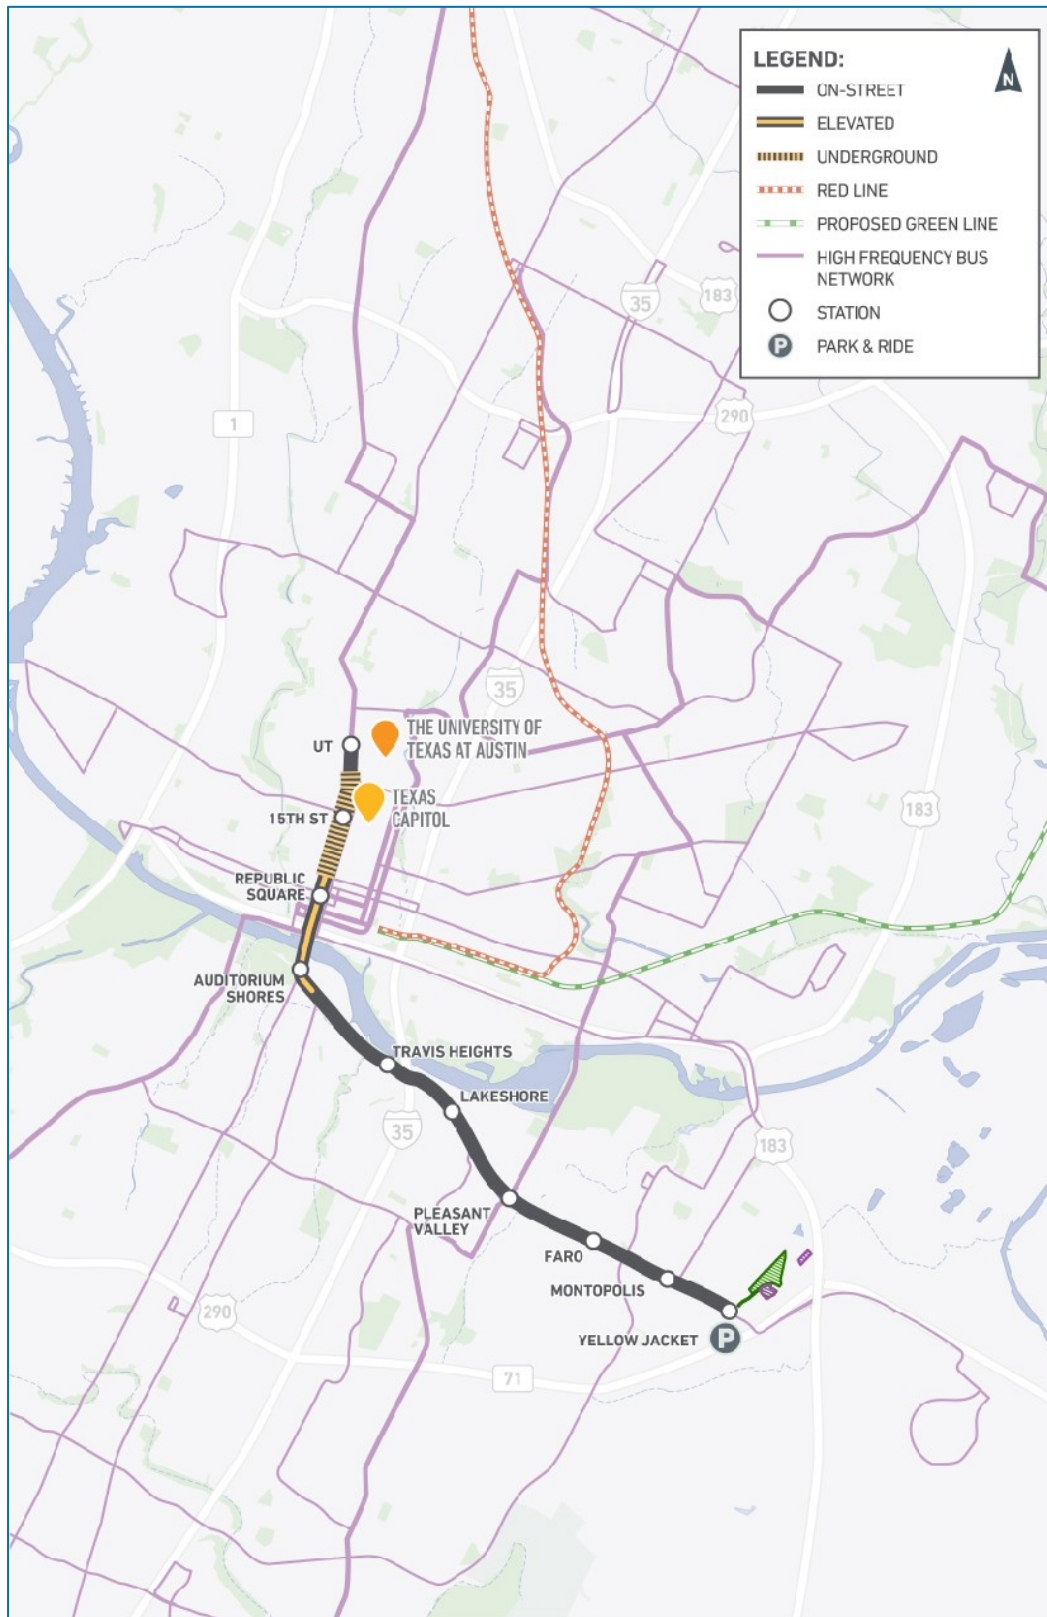 LEGEND:
N
ON-STREET
ELEVATED
UNDERGROUND
RED LINE
PROPOSED GREEN LINE
HIGH FREQUENCY BUS
NETWORK
STATION
P
PARK & RIDE
35
183
1
290
35
UT
THE UNIVERSITY OF
TEXAS AT AUSTIN
15TH ST
TEXAS
CAPITOL
183
REPUBLIC
SQUARE
AUDITORIUM
SHORES
TRAVIS HEIGHTS
LAKESHORE
35
183
PLEASANT
VALLEY
FARO
MONTOPOLIS
290
YELLOW JACKET
P
71